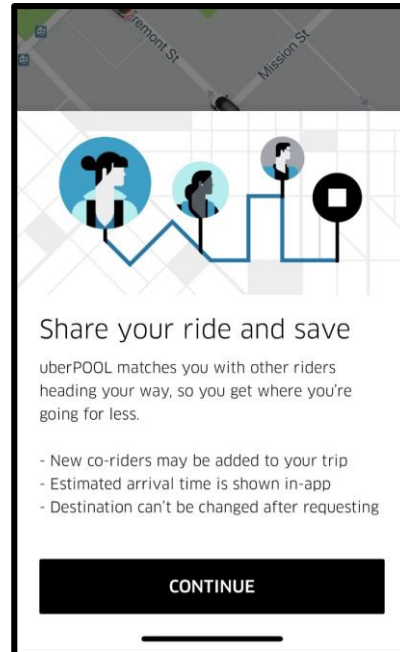 Fremont St
Mission St
Share your ride and save
uberPOOL matches you with other riders
heading your way, so you get where you're
going for less.
- New co-riders may be added to your trip
- Estimated arrival time is shown in-app
- Destination can't be changed after requesting
CONTINUE